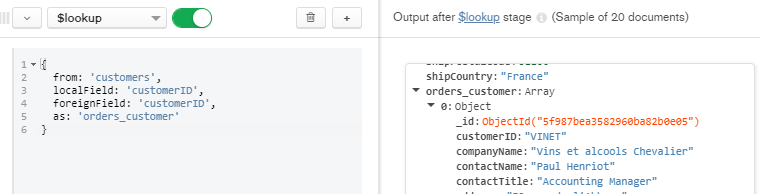 $lookup
+
Output after $lookup stage (Sample of 20 documents)
1 {
2 from: 'customers',
3 localField: 'customerID',
4 foreignField: 'customerID',
5 as: 'orders_customer'
6 }
shipCountry: "France"
orders_customer: Array
0: Object
_id: ObjectId("5f987bea3582960ba82b0e05")
customerID: "VINET"
companyName: "Vins et alcools Chevalier"
contactName: "Paul Henriot"
contactTitle: "Accounting Manager"